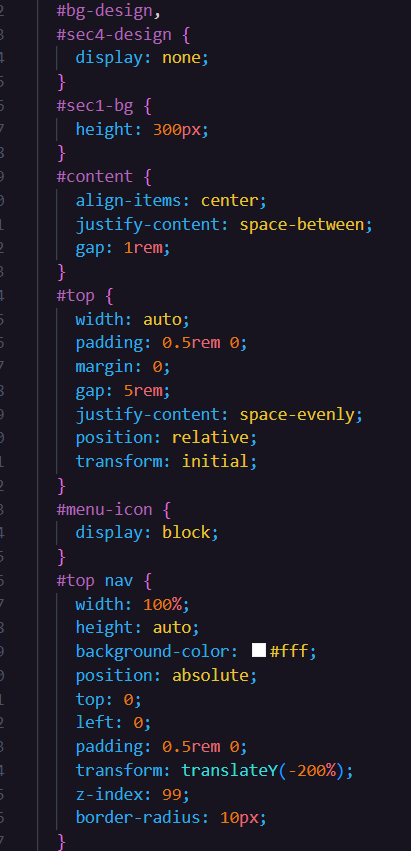 #bg-design,
#sec4-design {
display: none;
}
#sec1-bg {
height: 300px;
}
#content {
align-items: center;
justify-content: space-between;
gap: 1rem;
}
#top {
width: auto;
padding: 0.5rem 0;
margin: 0;
gap: 5rem;
justify-content: space-evenly;
position: relative;
transform: initial;
}
#menu-icon {
display: block;
}
#top nav {
width: 100%;
height: auto;
background-color: #fff;
position: absolute;
top: 0;
left: 0;
padding: 0.5rem 0;
transform: translateY(-200%);
z-index: 99;
border-radius: 10px;
}